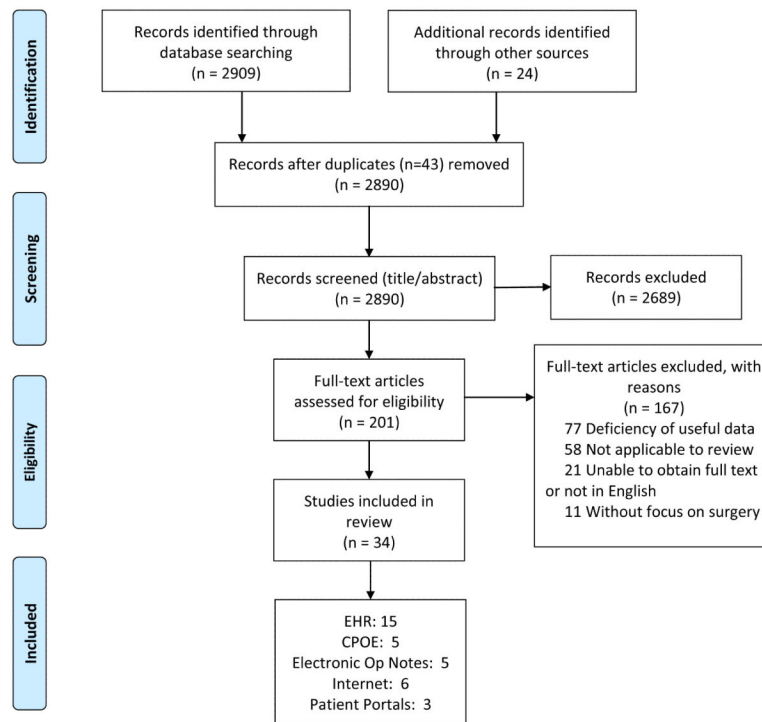 Identification
Records identified through
database searching
(n = 2909)
Additional records identified
through other sources
(n = 24)
Records after duplicates (n=43) removed
(n = 2890)
Screening
Records screened (title/abstract)
(n = 2890)
Records excluded
(n = 2689)
Eligibility
Full-text articles
assessed for eligibility
(n = 201)
Full-text articles excluded, with
reasons
(n = 167)
77 Deficiency of useful data
58 Not applicable to review
21 Unable to obtain full text
or not in English
11 Without focus on surgery
Studies included in
review
(n = 34)
Included
EHR: 15
CPOE: 5
Electronic Op Notes: 5
Internet: 6
Patient Portals: 3